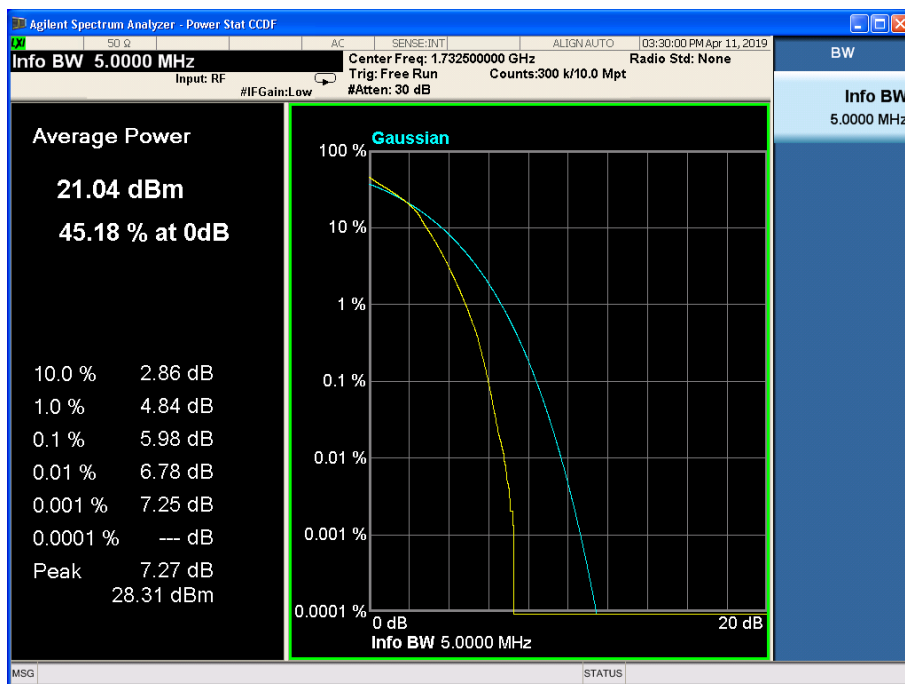 Agilent Spectrum Analyzer - Power Stat CCDF
LXI 50 Ω AC SENSE:INT ALIGN AUTO 03:30:00 PM Apr 11, 2019
Info BW 5.0000 MHz
Center Freq: 1.732500000 GHz Radio Std: None
Input: RF Trig: Free Run Counts:300 k/10.0 Mpt
#IFGain:Low #Atten: 30 dB
BW
Info BW
5.0000 MHz
Average Power
21.04 dBm
45.18 % at 0dB
10.0 % 2.86 dB
1.0 % 4.84 dB
0.1 % 5.98 dB
0.01 % 6.78 dB
0.001 % 7.25 dB
0.0001 % --- dB
Peak 7.27 dB
28.31 dBm
Gaussian
100 %
10 %
1 %
0.1 %
0.01 %
0.001 %
0.0001 %
0 dB 20 dB
Info BW 5.0000 MHz
MSG STATUS